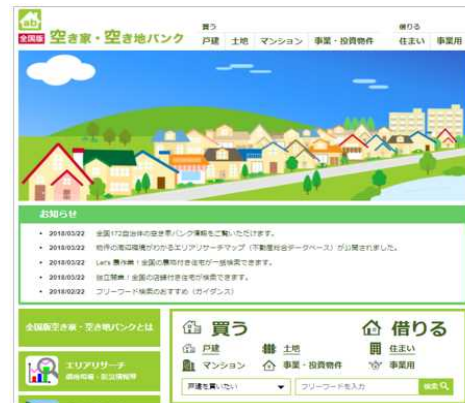 ab
買う
借りる
全国版 空き家・空き地バンク
戸建 土地 マンション 事業・投資物件 住まい 事業用
お知らせ
• 2018/03/22 全国172自治体の空き家バンク情報をご覧いただけます。
• 2018/03/22 物件の周辺環境がわかるエリアリサーチマップ（不動産総合データベース）が公開されました。
• 2018/03/22 Let's 農作業！全国の農地付き住宅が一括検索できます。
• 2018/03/22 独立開業！全国の店舗付き住宅が検索できます。
• 2018/02/22 フリーワード検索のおすすめ（ガイダンス）
全国版空き家・空き地バンクとは
買う
借りる
戸建 土地 住まい
マンション 事業・投資物件 事業用
エリアリサーチ
戸建を買いたい フリーワードを入力 検索